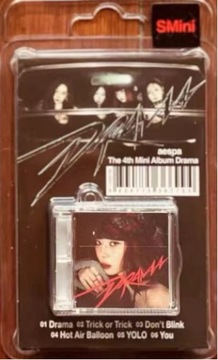 SMini
DRAMA
aespa
The 4th Mini Album Drama
DRAMA
01 Drama 02 Trick or Trick 03 Don't Blink
04 Hot Air Balloon 05 YOLO 06 You